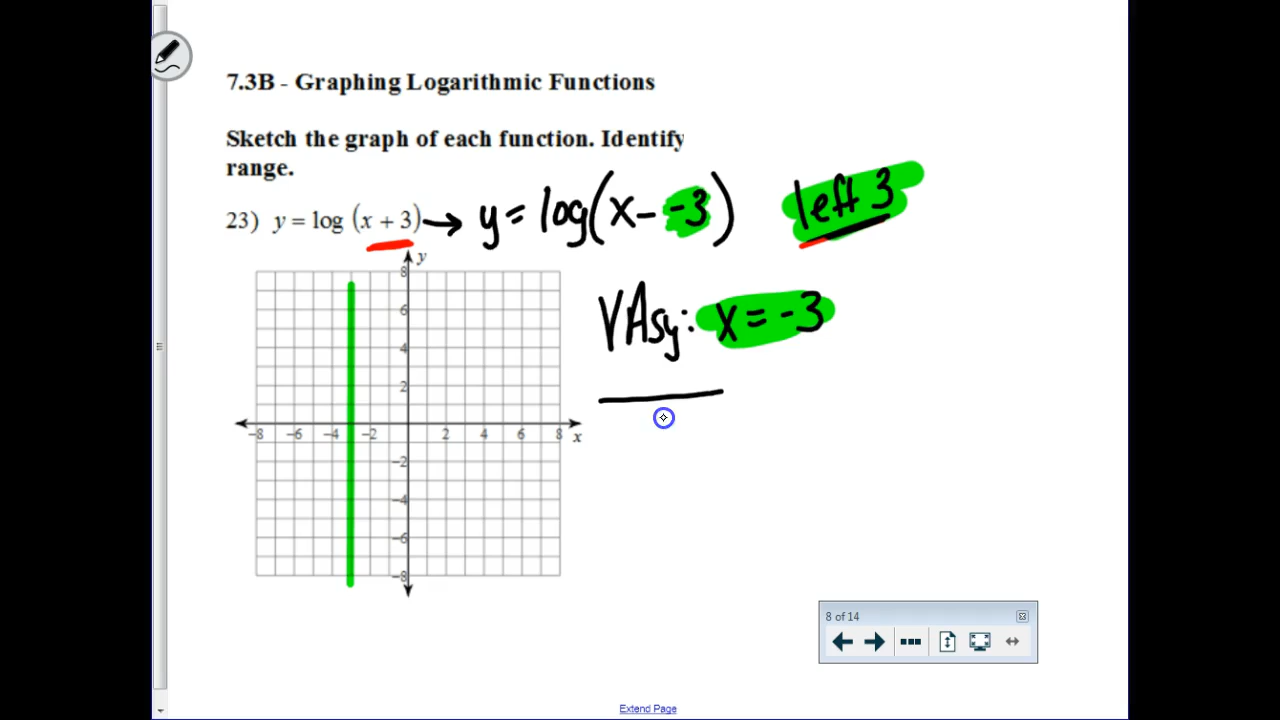 7.3B - Graphing Logarithmic Functions
Sketch the graph of each function. Identify
range.
23) y = log (x + 3) → y = log(x - -3) left 3
VAsy: x = -3
y
8
6
4
2
-8 -6 -4 -2 2 4 6 8 x
-2
-4
-6
-8
8 of 14
Extend Page